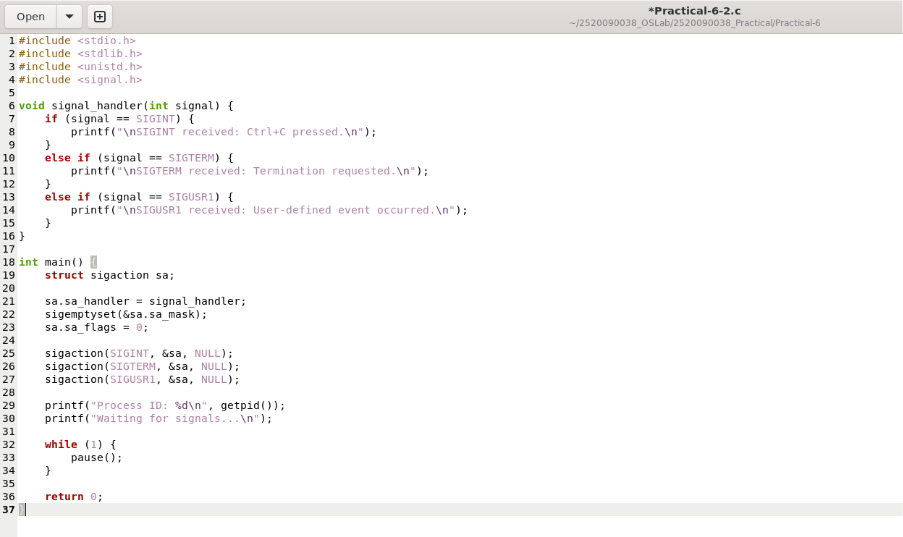 Open
*Practical-6-2.c
~/2520090038_OSLab/2520090038_Practical/Practical-6
1 #include <stdio.h>
2 #include <stdlib.h>
3 #include <unistd.h>
4 #include <signal.h>
5
6 void signal_handler(int signal) {
7     if (signal == SIGINT) {
8         printf("\nSIGINT received: Ctrl+C pressed.\n");
9     }
10     else if (signal == SIGTERM) {
11         printf("\nSIGTERM received: Termination requested.\n");
12     }
13     else if (signal == SIGUSR1) {
14         printf("\nSIGUSR1 received: User-defined event occurred.\n");
15     }
16 }
17
18 int main() {
19     struct sigaction sa;
20
21     sa.sa_handler = signal_handler;
22     sigemptyset(&sa.sa_mask);
23     sa.sa_flags = 0;
24
25     sigaction(SIGINT, &sa, NULL);
26     sigaction(SIGTERM, &sa, NULL);
27     sigaction(SIGUSR1, &sa, NULL);
28
29     printf("Process ID: %d\n", getpid());
30     printf("Waiting for signals...\n");
31
32     while (1) {
33         pause();
34     }
35
36     return 0;
37 }